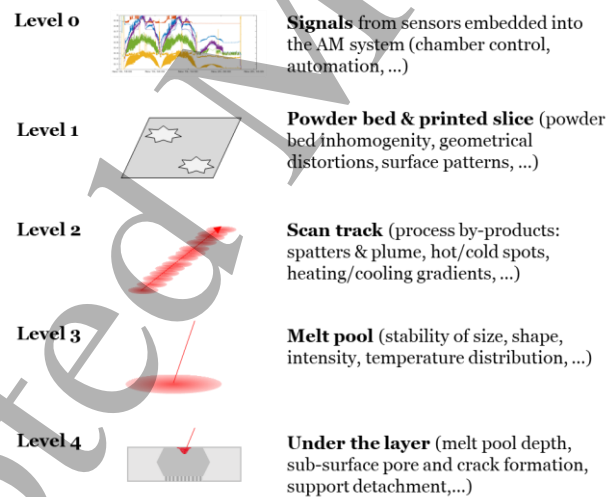 Level 0
Signals from sensors embedded into
the AM system (chamber control,
automation, ...)
Level 1
Powder bed & printed slice (powder
bed inhomogenity, geometrical
distortions, surface patterns, ...)
Level 2
Scan track (process by-products:
spatters & plume, hot/cold spots,
heating/cooling gradients, ...)
Level 3
Melt pool (stability of size, shape,
intensity, temperature distribution, ...)
Level 4
Under the layer (melt pool depth,
sub-surface pore and crack formation,
support detachment,...)